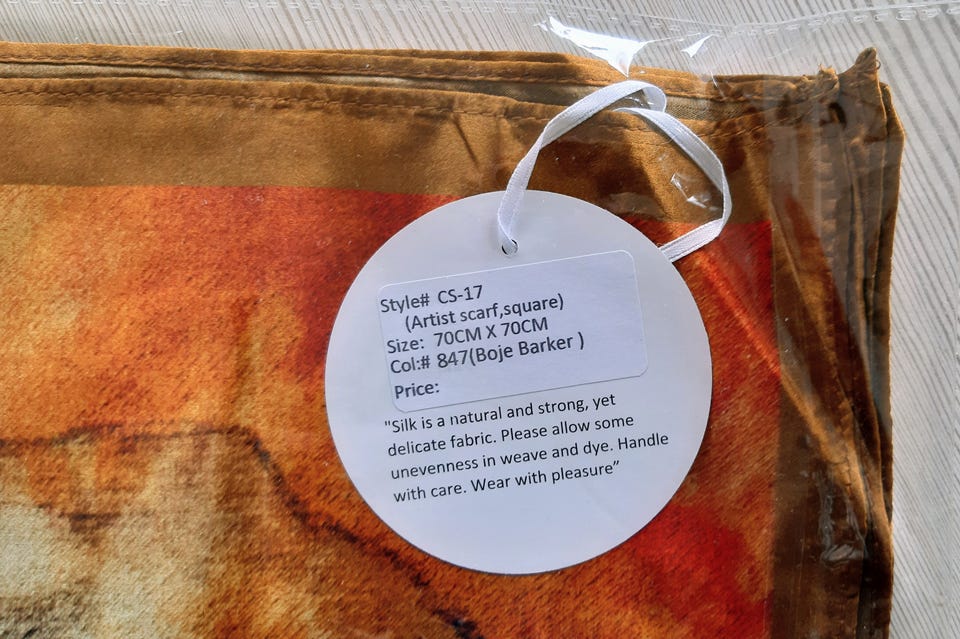 Style# CS-17
(Artist scarf,square)
Size: 70CM X 70CM
Col:# 847(Boje Barker )
Price:
"Silk is a natural and strong, yet
delicate fabric. Please allow some
unevenness in weave and dye. Handle
with care. Wear with pleasure”